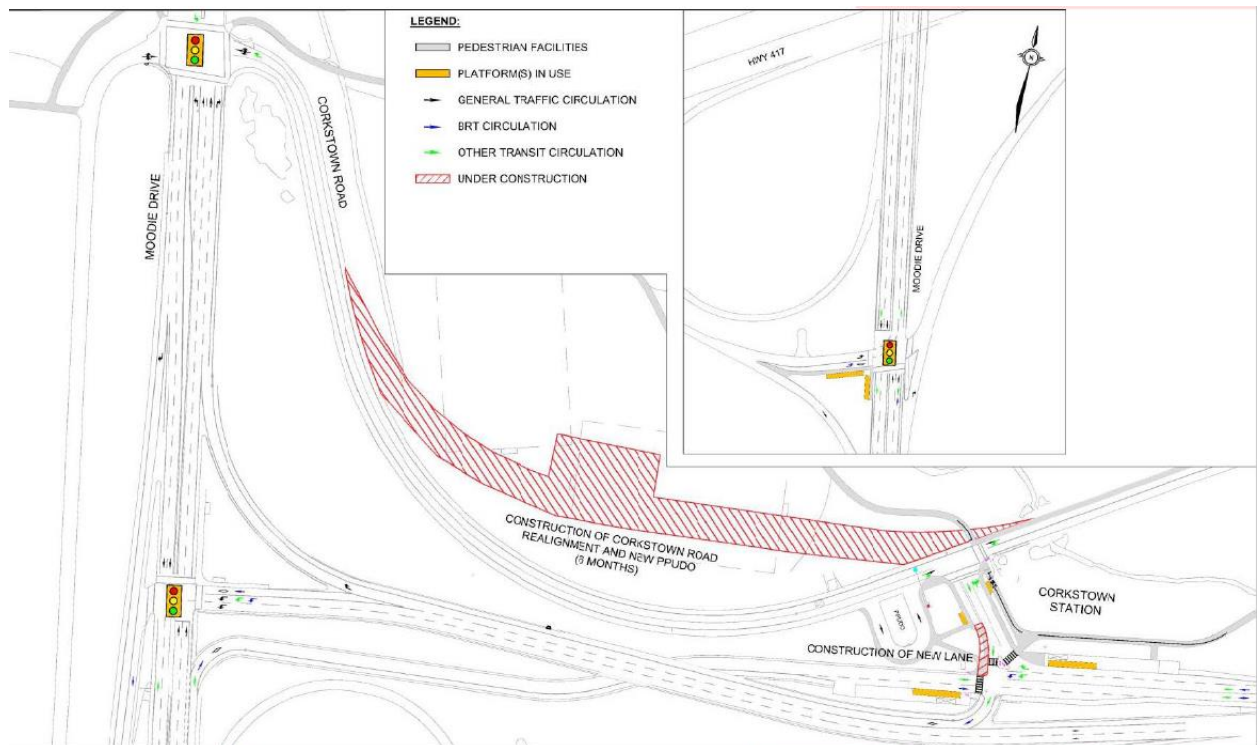 LEGEND:
PEDESTRIAN FACILITIES
PLATFORM(S) IN USE
GENERAL TRAFFIC CIRCULATION
BRT CIRCULATION
OTHER TRANSIT CIRCULATION
UNDER CONSTRUCTION
HWY 417
N
MOODIE DRIVE
MOODIE DRIVE
CORKSTOWN ROAD
CONSTRUCTION OF CORKSTOWN ROAD
REALIGNMENT AND NEW PPUDO
(6 MONTHS)
PPUDO
CORKSTOWN
STATION
CONSTRUCTION OF NEW LANE